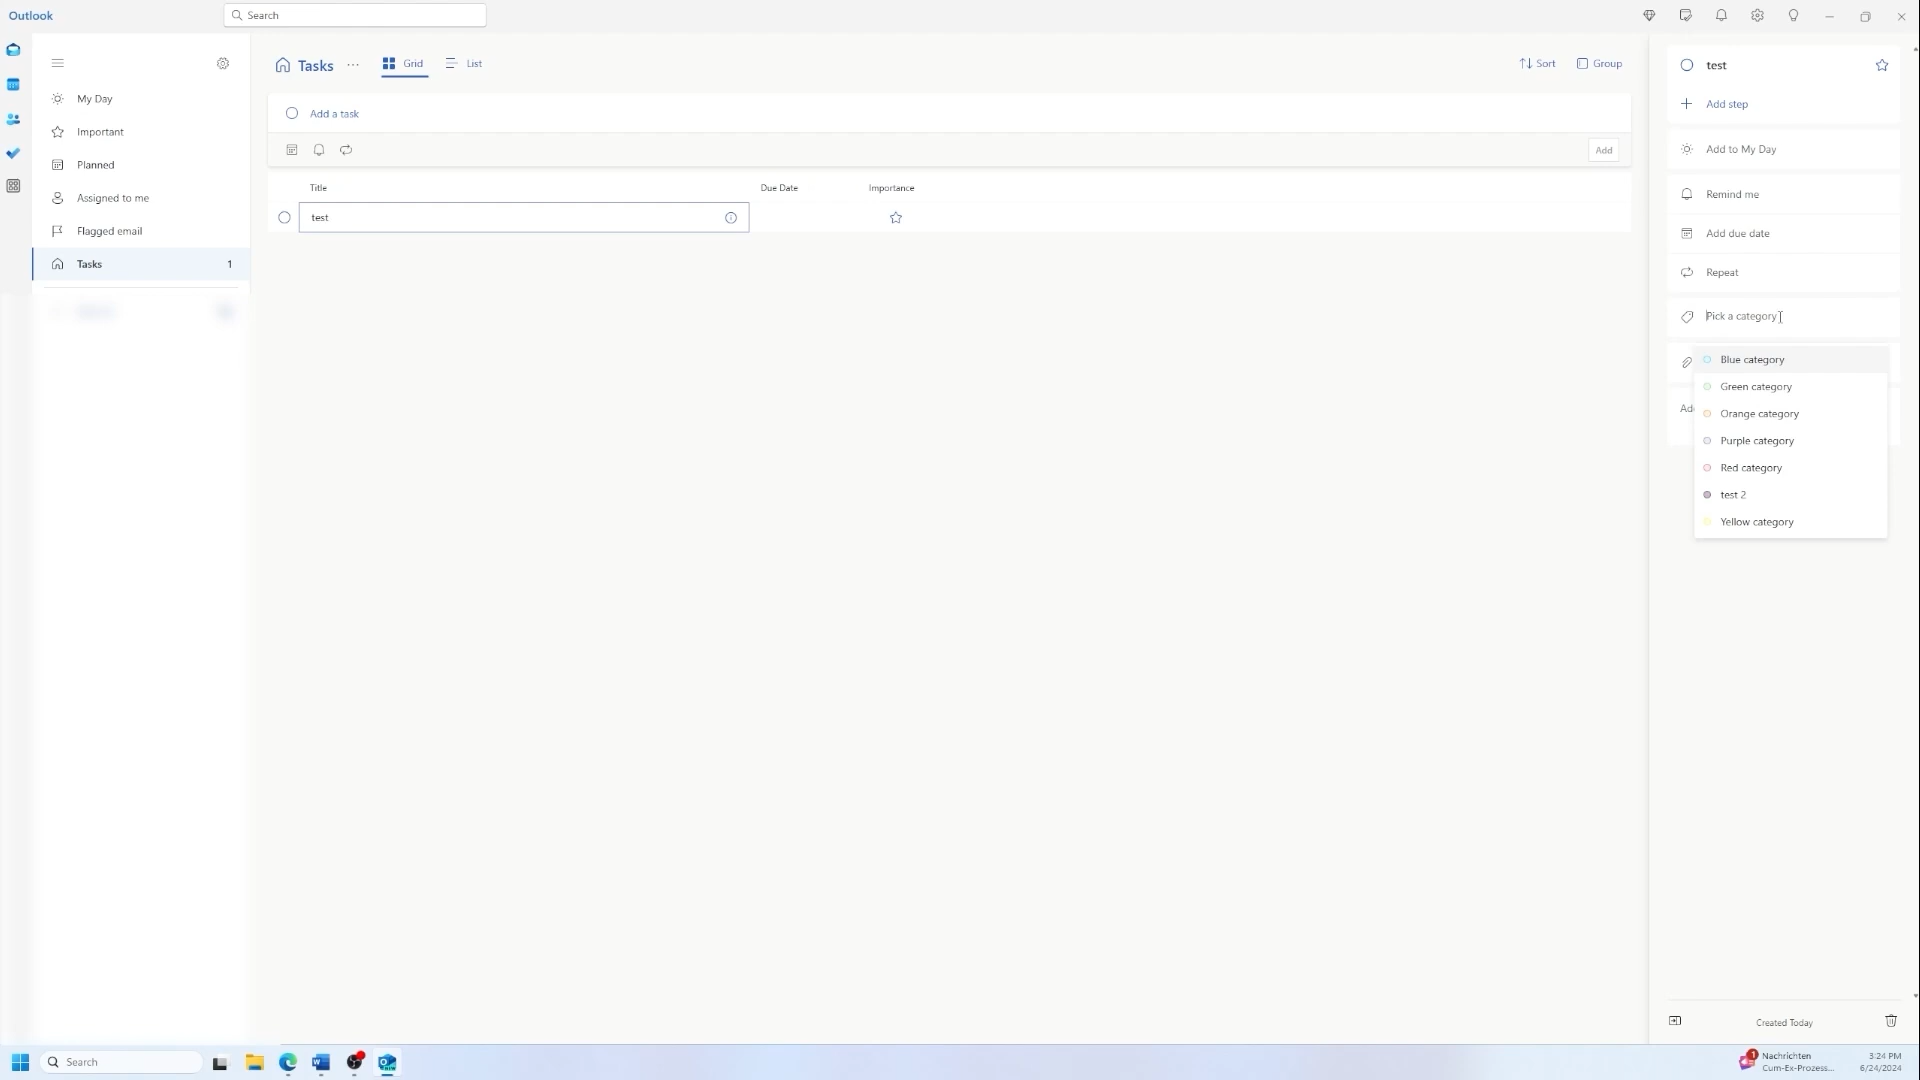 Outlook
Search
My Day
Important
Planned
Assigned to me
Flagged email
Tasks 1
Tasks ... Grid List
Sort Group
Add a task
Add
Title Due Date Importance
test
test
Add step
Add to My Day
Remind me
Add due date
Repeat
Pick a category
Blue category
Green category
Ad
Orange category
Purple category
Red category
test 2
Yellow category
Created Today
Search
1
Nachrichten
Cum-Ex-Prozess...
3:24 PM
6/24/2024